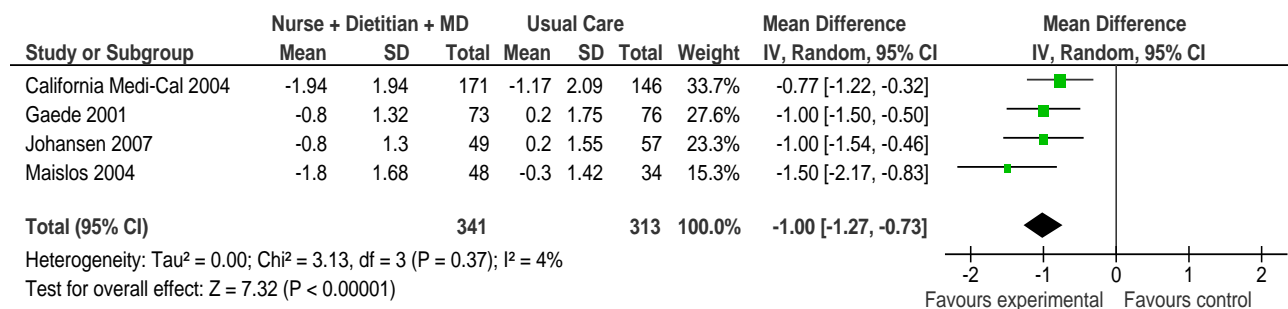 Nurse + Dietitian + MD Usual Care Mean Difference Mean Difference
Study or Subgroup Mean SD Total Mean SD Total Weight IV, Random, 95% CI IV, Random, 95% CI
California Medi-Cal 2004 -1.94 1.94 171 -1.17 2.09 146 33.7% -0.77 [-1.22, -0.32]
Gaede 2001 -0.8 1.32 73 0.2 1.75 76 27.6% -1.00 [-1.50, -0.50]
Johansen 2007 -0.8 1.3 49 0.2 1.55 57 23.3% -1.00 [-1.54, -0.46]
Maislos 2004 -1.8 1.68 48 -0.3 1.42 34 15.3% -1.50 [-2.17, -0.83]
Total (95% CI) 341 313 100.0% -1.00 [-1.27, -0.73]
Heterogeneity: Tau² = 0.00; Chi² = 3.13, df = 3 (P = 0.37); I² = 4%
Test for overall effect: Z = 7.32 (P < 0.00001)
-2 -1 0 1 2
Favours experimental Favours control